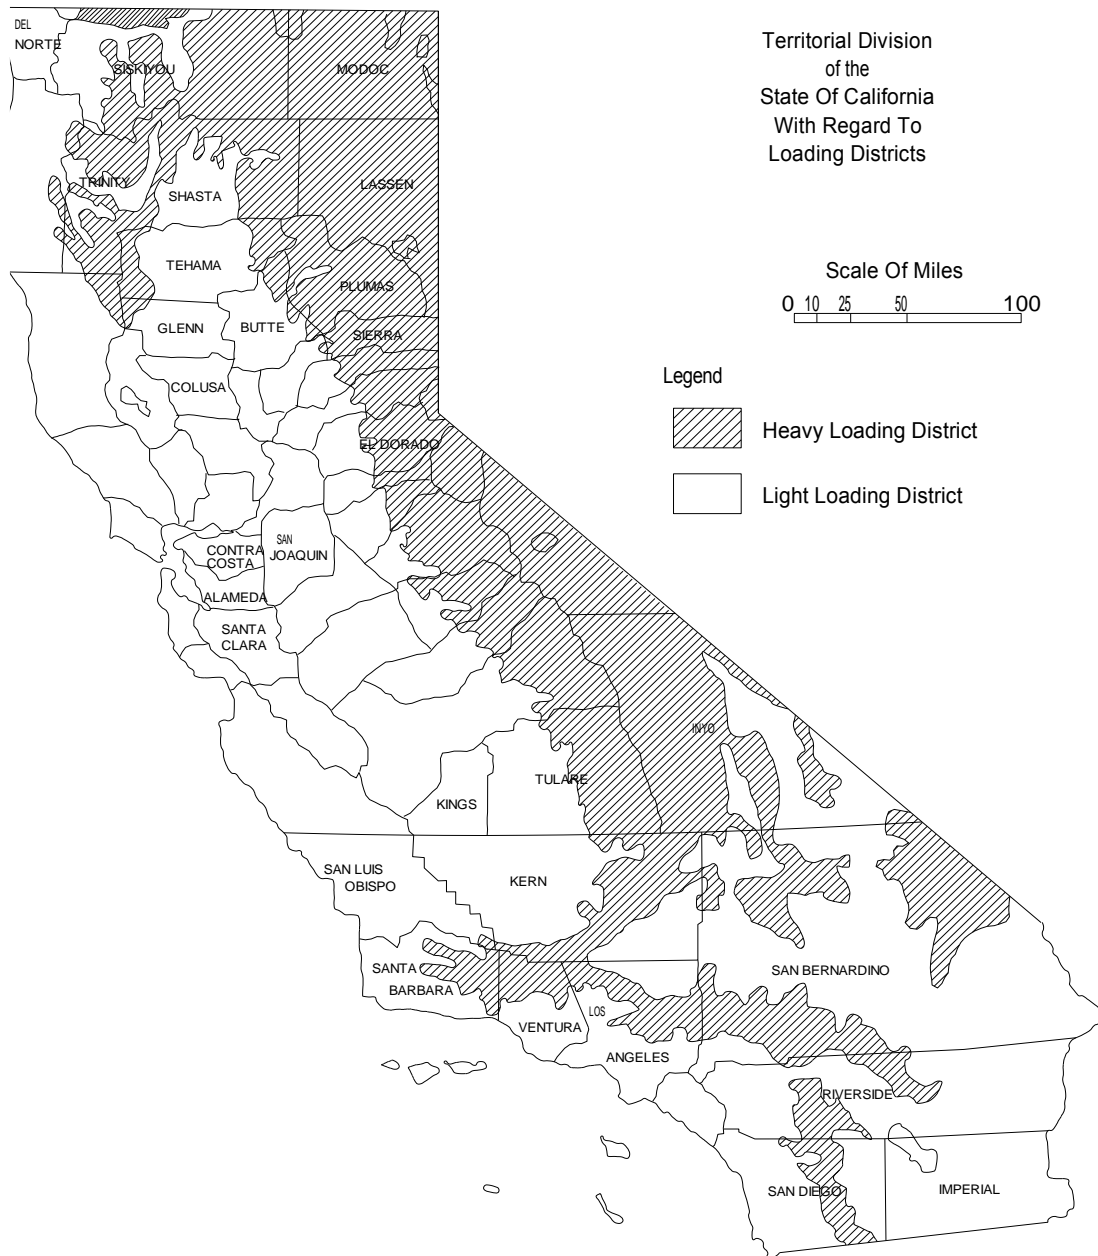 Territorial Division
of the
State Of California
With Regard To
Loading Districts
Scale Of Miles
0 10 25 50 100
Legend
Heavy Loading District
Light Loading District
DEL
NORTE
SISKIYOU
MODOC
TRINITY
SHASTA
LASSEN
TEHAMA
PLUMAS
GLENN
BUTTE
SIERRA
COLUSA
EL DORADO
CONTRA
COSTA
SAN
JOAQUIN
ALAMEDA
SANTA
CLARA
INYO
KINGS
TULARE
SAN LUIS
OBISPO
KERN
SANTA
BARBARA
SAN BERNARDINO
VENTURA
LOS
ANGELES
RIVERSIDE
SAN DIEGO
IMPERIAL